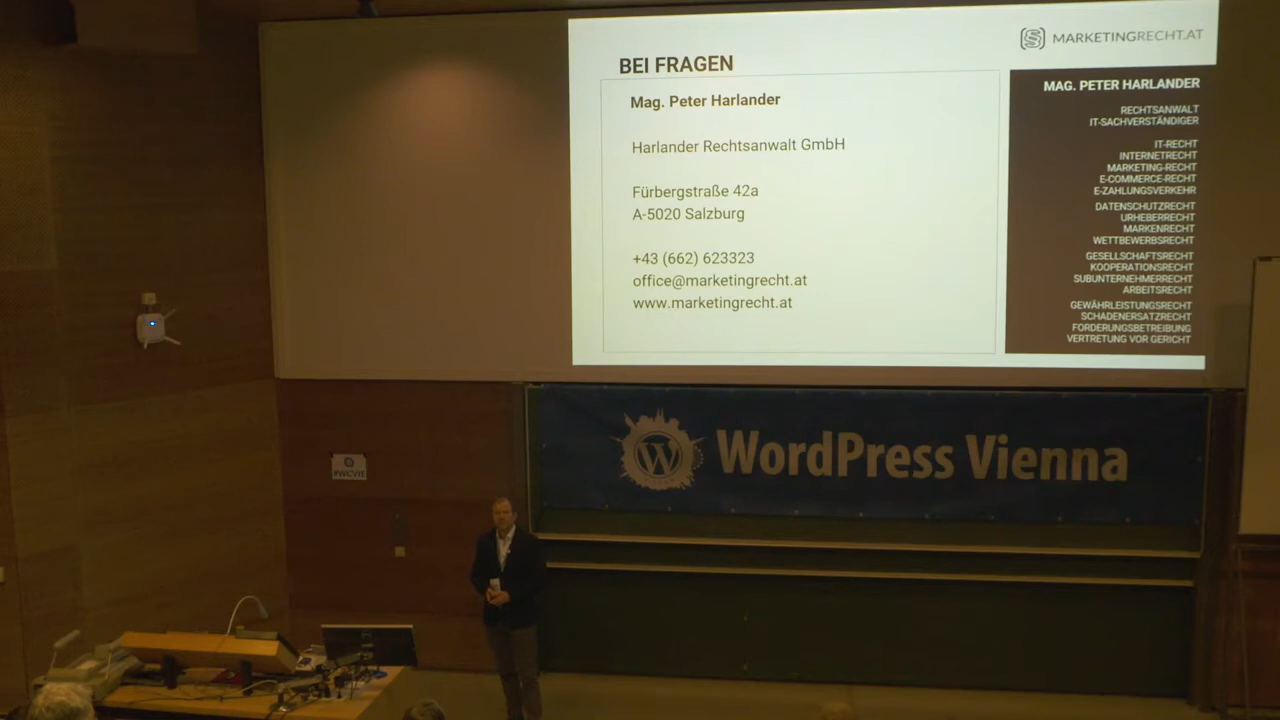 MARKETINGRECHT.AT
BEI FRAGEN
Mag. Peter Harlander
Harlander Rechtsanwalt GmbH
Fürbergstraße 42a
A-5020 Salzburg
+43 (662) 623323
office@marketingrecht.at
www.marketingrecht.at
MAG. PETER HARLANDER
RECHTSANWALT
IT-SACHVERSTÄNDIGER
IT-RECHT
INTERNETRECHT
MARKETING-RECHT
E-COMMERCE-RECHT
E-ZAHLUNGSVERKEHR
DATENSCHUTZRECHT
URHEBERRECHT
MARKENRECHT
WETTBEWERBSRECHT
GESELLSCHAFTSRECHT
KOOPERATIONSRECHT
SUBUNTERNEHMERRECHT
ARBEITSRECHT
GEWÄHRLEISTUNGSRECHT
SCHADENERSATZRECHT
FORDERUNGSBETREIBUNG
VERTRETUNG VOR GERICHT
WordPress Vienna
#WCVIE